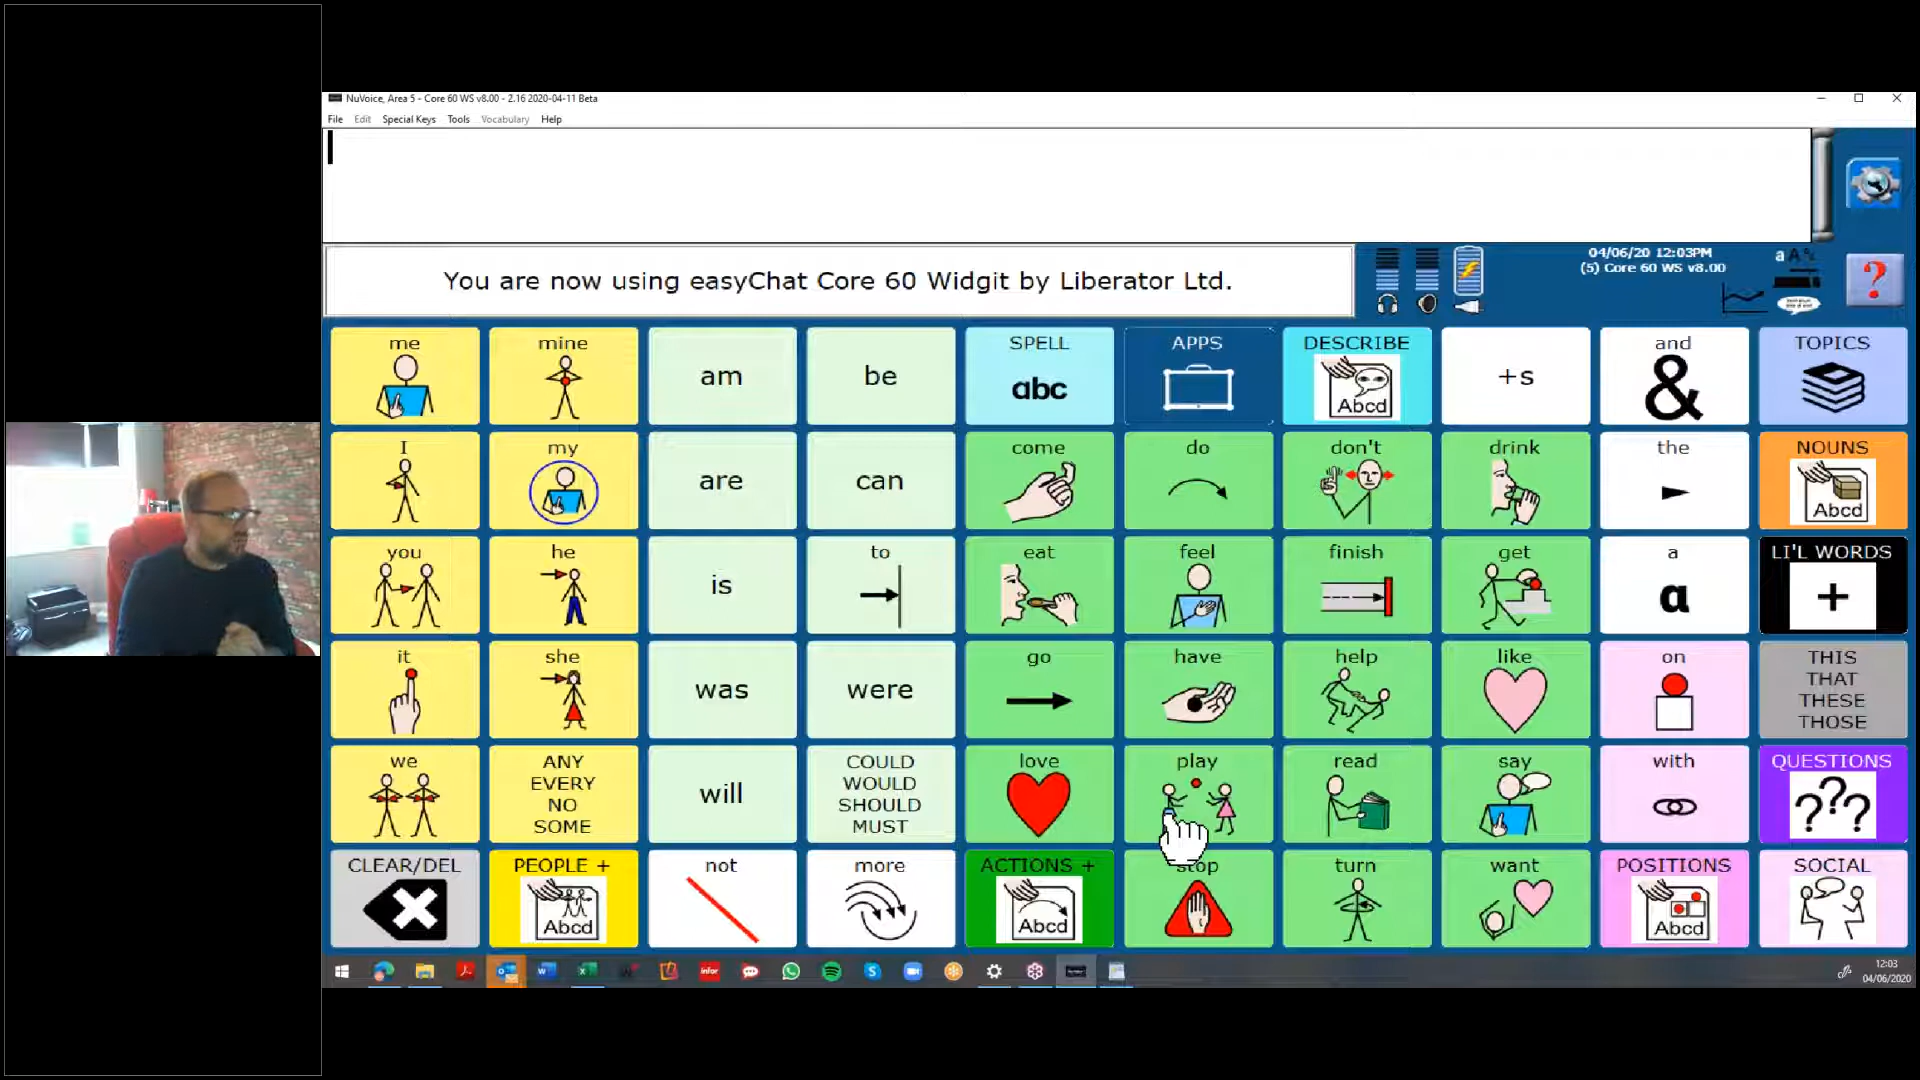 NuVoice, Area 5 - Core 60 WS v8.00 - 2.16 2020-04-11 Beta
File Edit Special Keys Tools Vocabulary Help
You are now using easyChat Core 60 Widgit by Liberator Ltd.
04/06/20 12:03PM
(5) Core 60 WS v8.00
a A
?
me mine am be SPELL APPS DESCRIBE +s and TOPICS
abc Abcd &
I my are can come do don't drink the NOUNS
Abcd
you he is to eat feel finish get a LI'L WORDS
a +
it she was were go have help like on THIS
THAT
THESE
THOSE
we ANY
EVERY
NO
SOME
will COULD
WOULD
SHOULD
MUST
love play read say with QUESTIONS
???
CLEAR/DEL PEOPLE + not more ACTIONS + stop turn want POSITIONS SOCIAL
Abcd Abcd Abcd
infor
12:03
04/06/2020